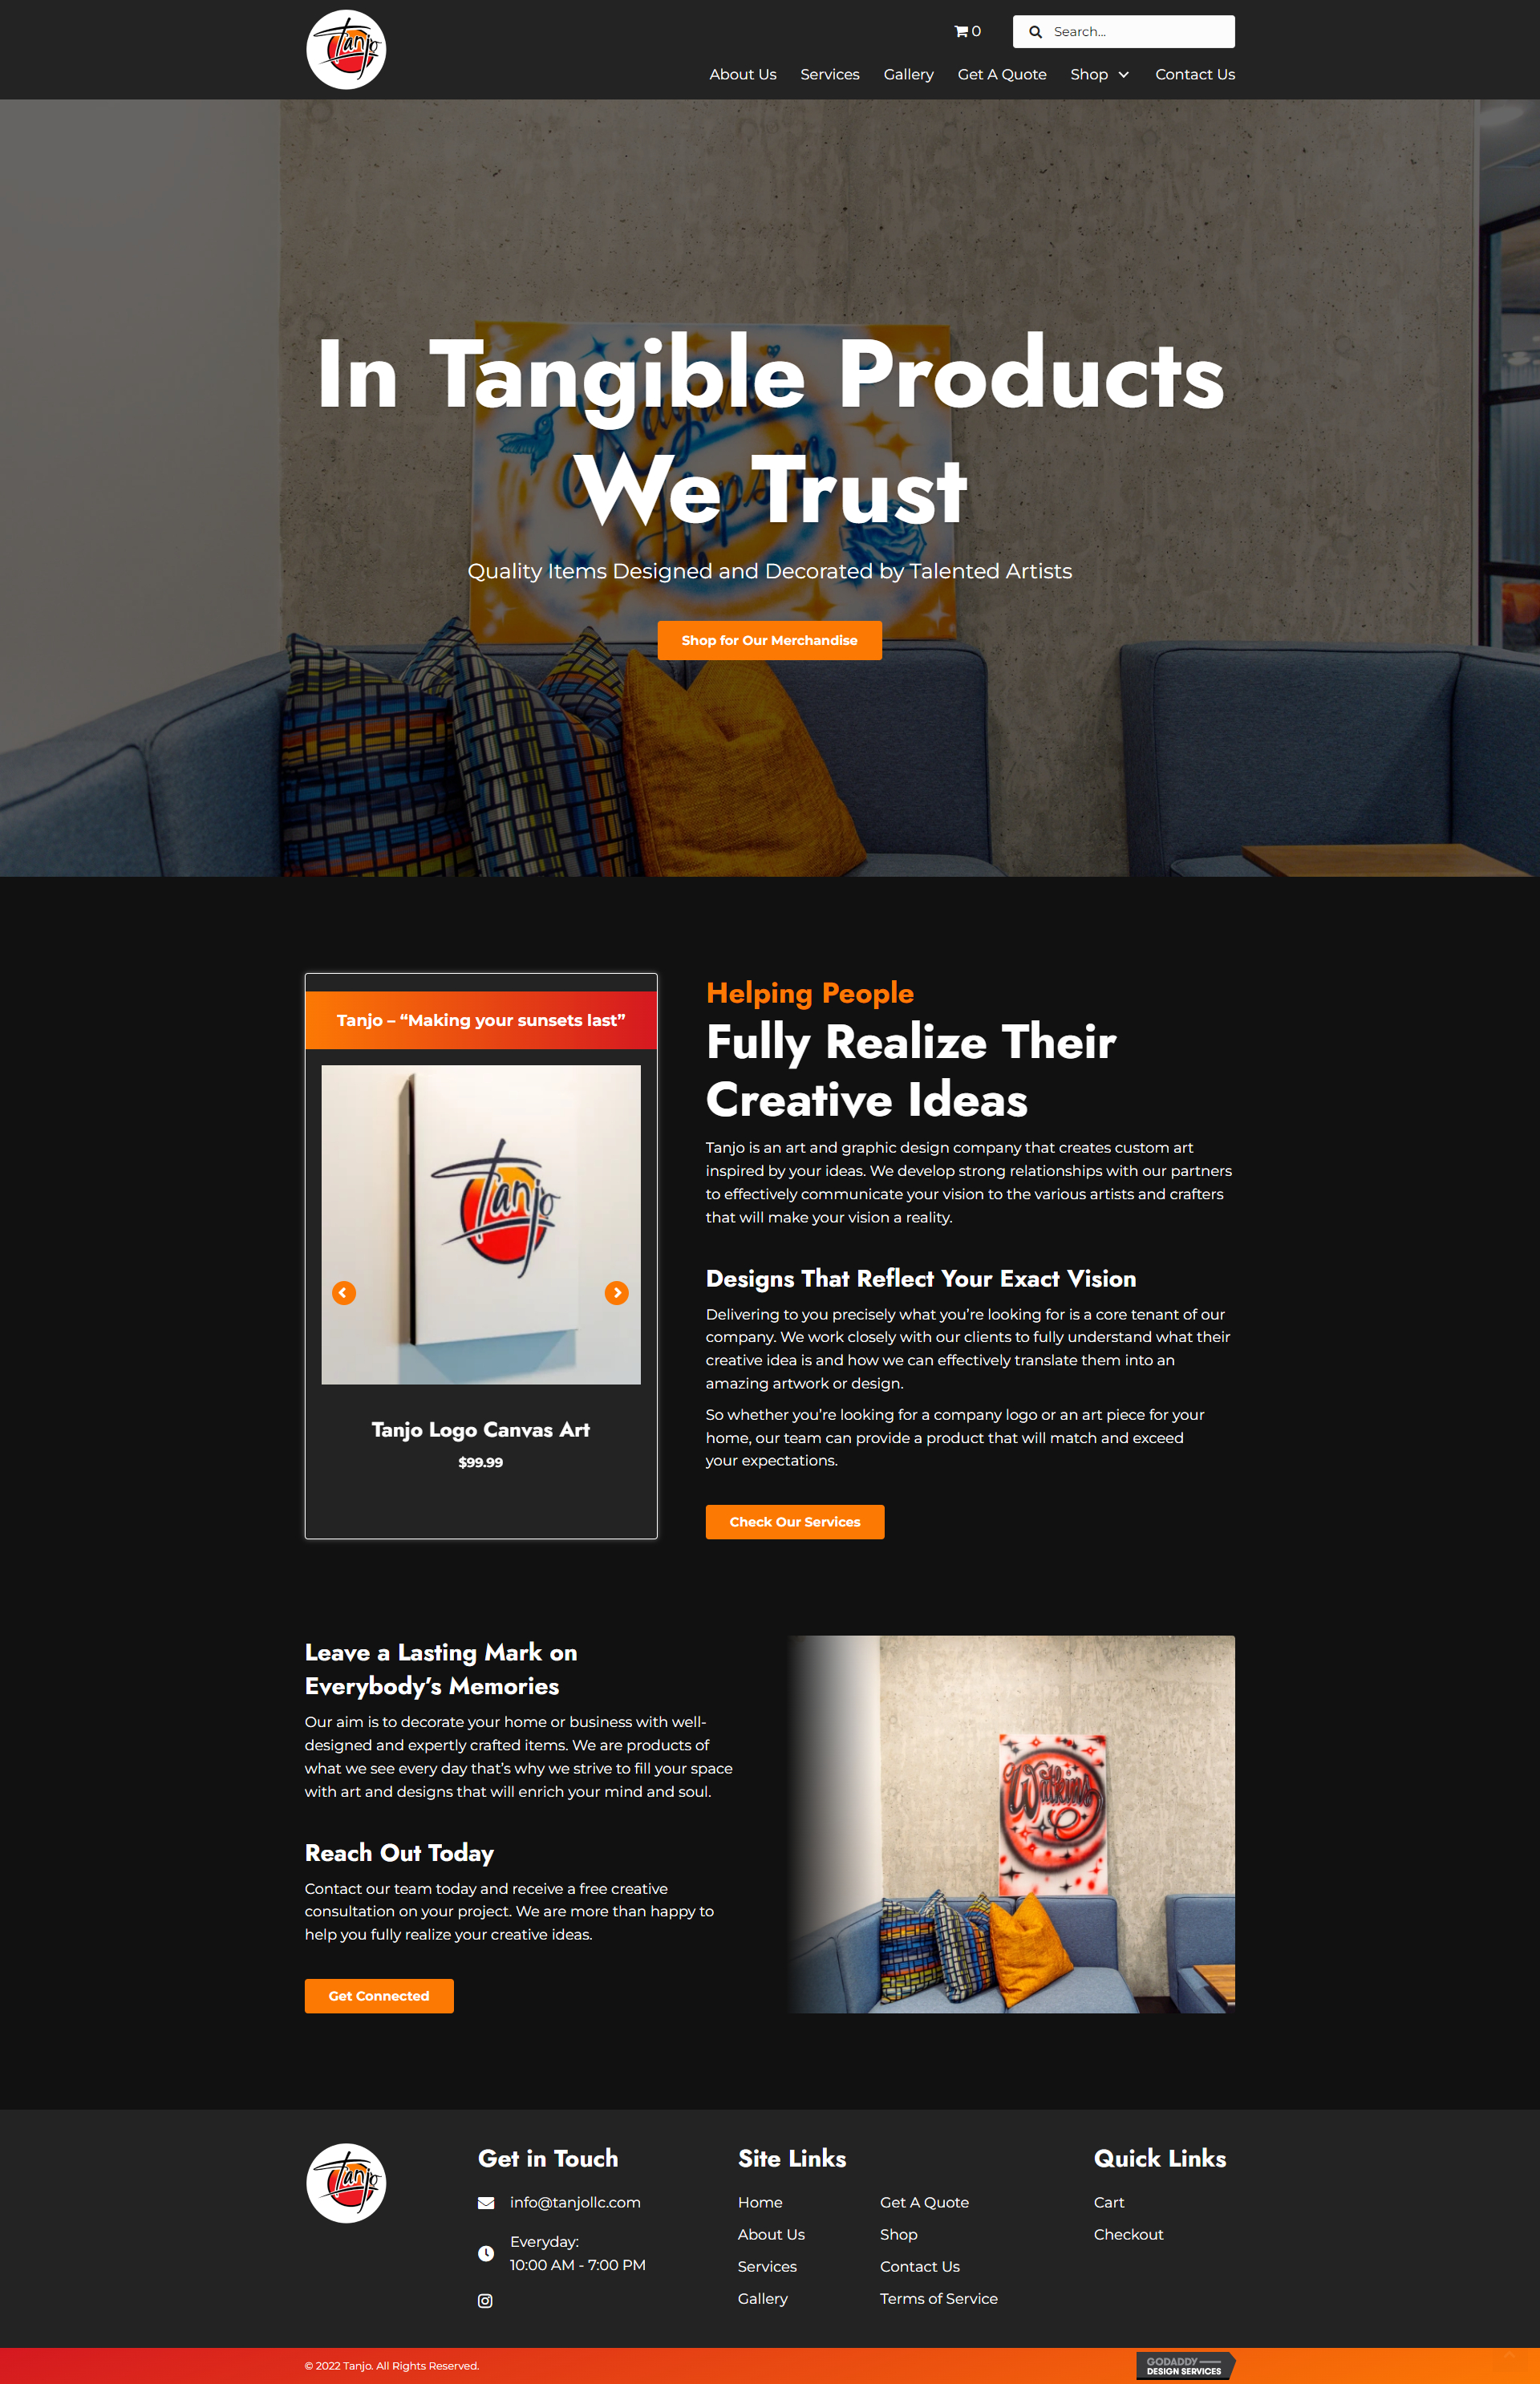 Tanjo
0
Search...
About Us
Services
Gallery
Get A Quote
Shop
Contact Us
In Tangible Products
We Trust
Quality Items Designed and Decorated by Talented Artists
Shop for Our Merchandise
Tanjo – “Making your sunsets last”
Tanjo
Tanjo Logo Canvas Art
$99.99
Helping People
Fully Realize Their
Creative Ideas
Tanjo is an art and graphic design company that creates custom art
inspired by your ideas. We develop strong relationships with our partners
to effectively communicate your vision to the various artists and crafters
that will make your vision a reality.
Designs That Reflect Your Exact Vision
Delivering to you precisely what you’re looking for is a core tenant of our
company. We work closely with our clients to fully understand what their
creative idea is and how we can effectively translate them into an
amazing artwork or design.
So whether you’re looking for a company logo or an art piece for your
home, our team can provide a product that will match and exceed
your expectations.
Check Our Services
Leave a Lasting Mark on
Everybody’s Memories
Our aim is to decorate your home or business with well-
designed and expertly crafted items. We are products of
what we see every day that’s why we strive to fill your space
with art and designs that will enrich your mind and soul.
Reach Out Today
Contact our team today and receive a free creative
consultation on your project. We are more than happy to
help you fully realize your creative ideas.
Get Connected
Watkins
Tanjo
Get in Touch
info@tanjollc.com
Everyday:
10:00 AM - 7:00 PM
Site Links
Home
About Us
Services
Gallery
Get A Quote
Shop
Contact Us
Terms of Service
Quick Links
Cart
Checkout
© 2022 Tanjo. All Rights Reserved.
GODADDY
DESIGN SERVICES